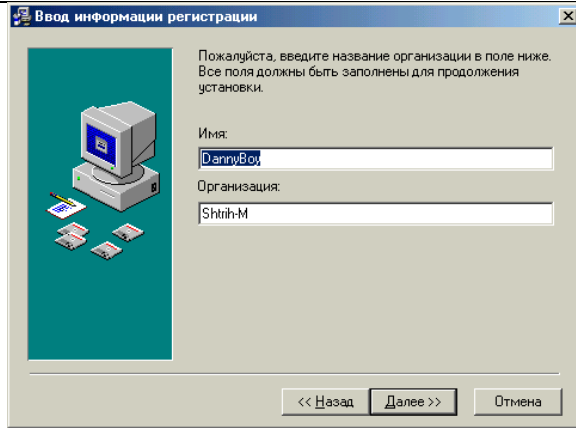 Ввод информации регистрации
Пожалуйста, введите название организации в поле ниже.
Все поля должны быть заполнены для продолжения
установки.
Имя:
DannyBoy
Организация:
Shtrih-M
<< Назад
Далее >>
Отмена